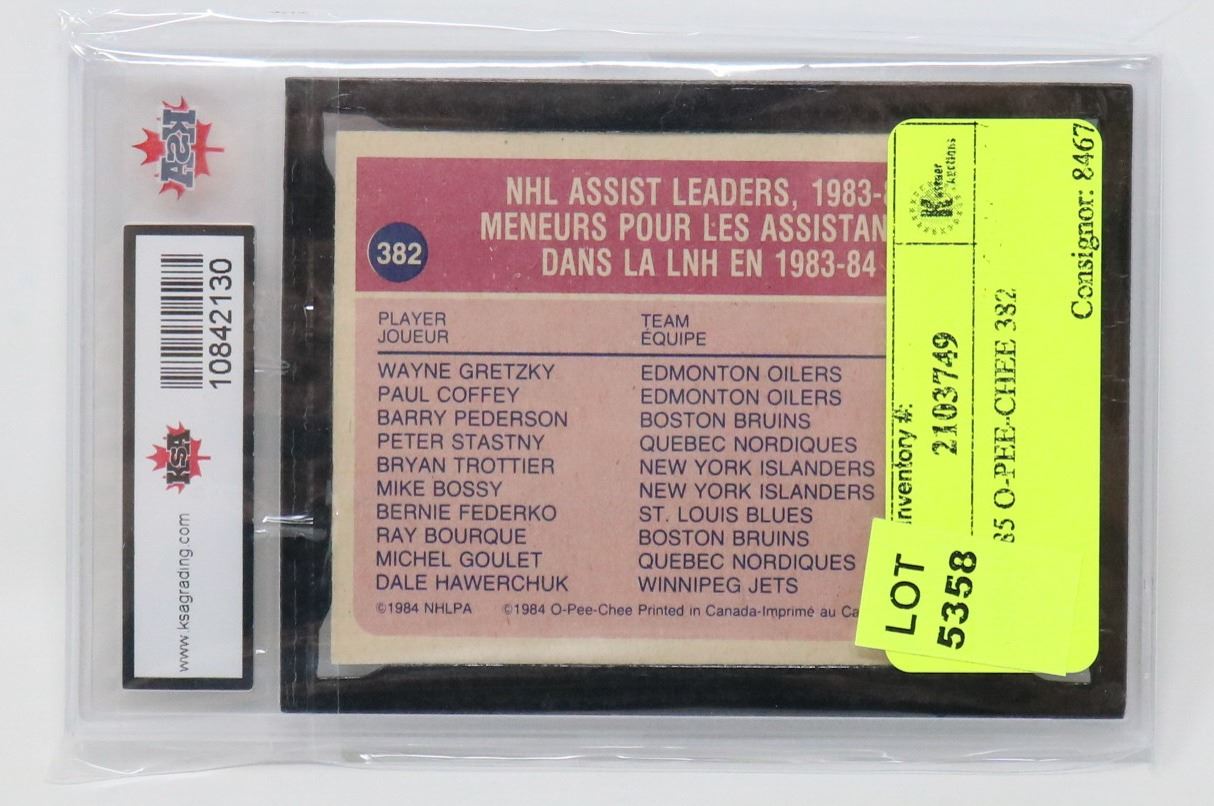 KSA
10842130
KSA
www.ksagrading.com
382
NHL ASSIST LEADERS, 1983-
MENEURS POUR LES ASSISTAN
DANS LA LNH EN 1983-84
PLAYER TEAM
JOUEUR ÉQUIPE
WAYNE GRETZKY EDMONTON OILERS
PAUL COFFEY EDMONTON OILERS
BARRY PEDERSON BOSTON BRUINS
PETER STASTNY QUEBEC NORDIQUES
BRYAN TROTTIER NEW YORK ISLANDERS
MIKE BOSSY NEW YORK ISLANDERS
BERNIE FEDERKO ST. LOUIS BLUES
RAY BOURQUE BOSTON BRUINS
MICHEL GOULET QUEBEC NORDIQUES
DALE HAWERCHUK WINNIPEG JETS
©1984 NHLPA ©1984 O-Pee-Chee Printed in Canada-Imprimé au Ca
Inventory #:
2103749
85 O-PEE-CHEE 382
Consignor: 8467
LOT
5358